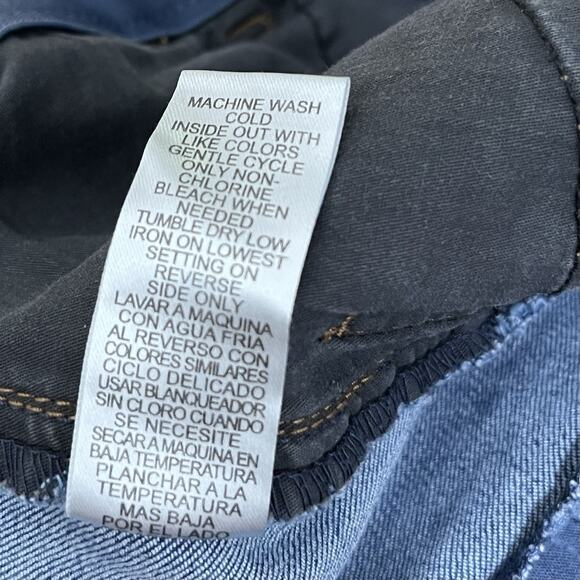 MACHINE WASH
COLD
INSIDE OUT WITH
LIKE COLORS
GENTLE CYCLE
ONLY NON-
CHLORINE
BLEACH WHEN
NEEDED
TUMBLE DRY LOW
IRON ON LOWEST
SETTING ON
REVERSE
SIDE ONLY
LAVAR A MAQUINA
CON AGUA FRIA
AL REVERSO CON
COLORES SIMILARES
CICLO DELICADO
USAR BLANQUEADOR
SIN CLORO CUANDO
SE NECESITE
SECAR A MAQUINA EN
BAJA TEMPERATURA
PLANCHAR A LA
TEMPERATURA
MAS BAJA
POR EL LADO